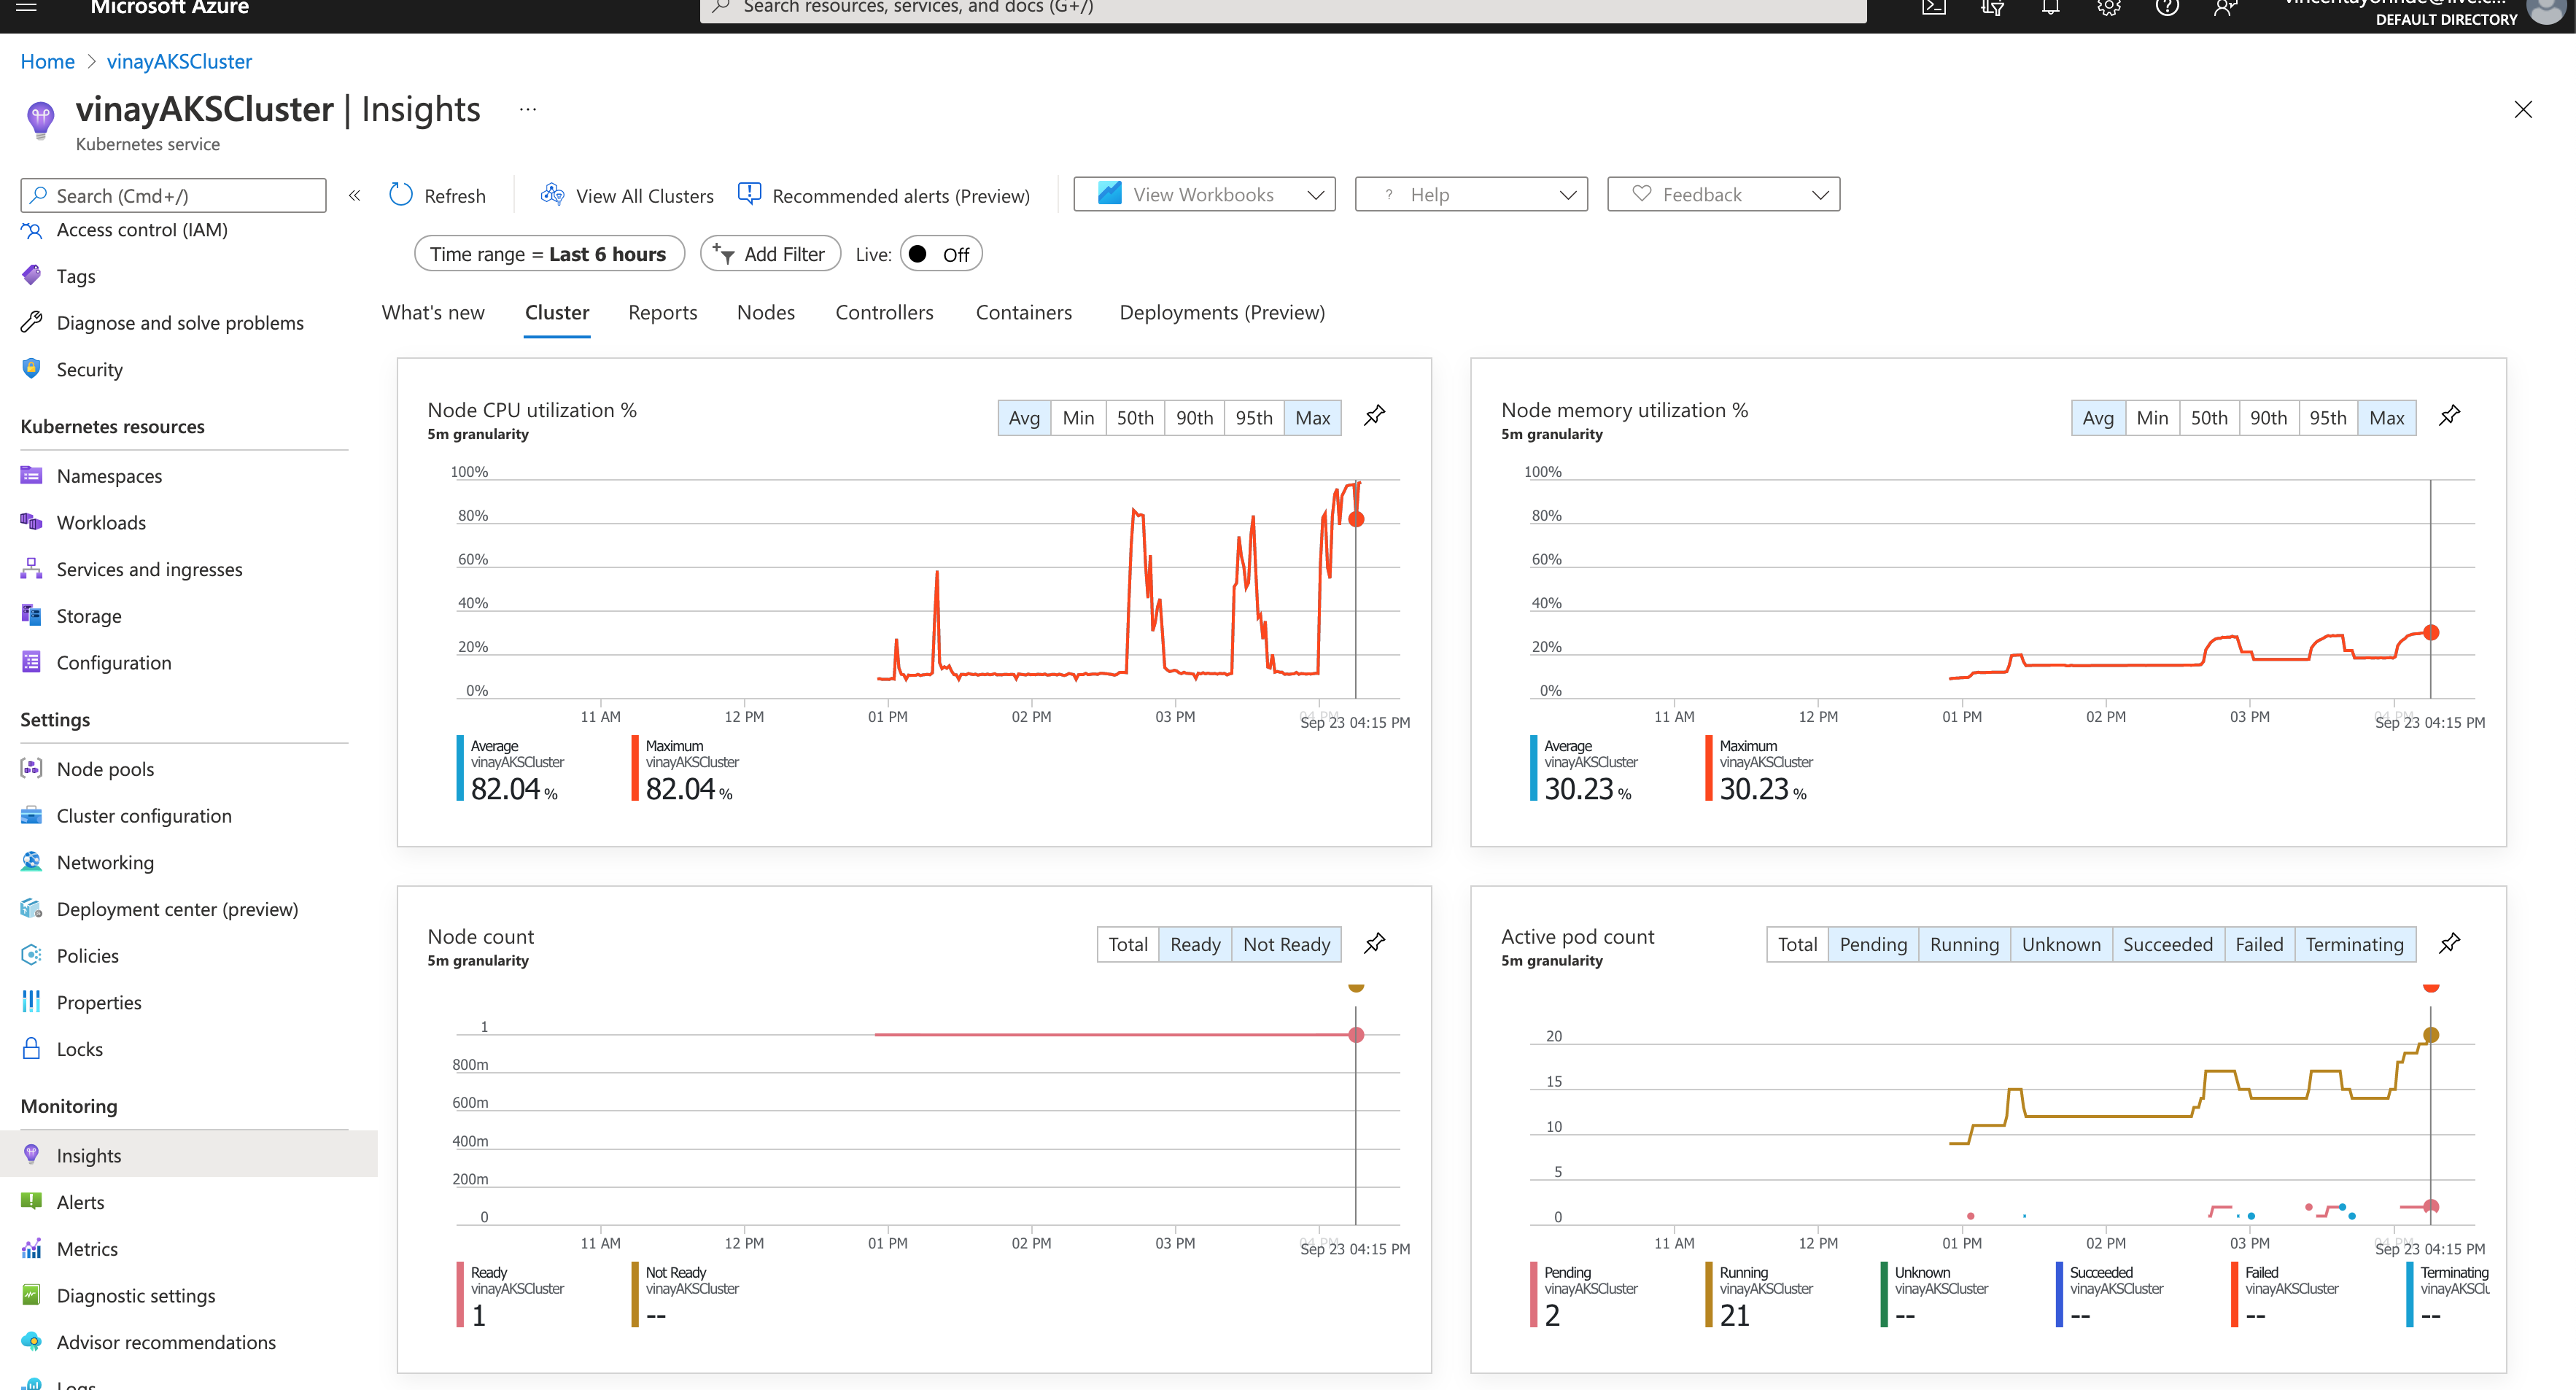 Microsoft Azure
Search resources, services, and docs (G+/)
DEFAULT DIRECTORY
Home > vinayAKSCluster
vinayAKSCluster | Insights ...
Kubernetes service
Search (Cmd+/)
«
Refresh
View All Clusters
Recommended alerts (Preview)
View Workbooks
? Help
Feedback
Time range = Last 6 hours
Add Filter
Live: Off
What's new
Cluster
Reports
Nodes
Controllers
Containers
Deployments (Preview)
Access control (IAM)
Tags
Diagnose and solve problems
Security
Kubernetes resources
Namespaces
Workloads
Services and ingresses
Storage
Configuration
Settings
Node pools
Cluster configuration
Networking
Deployment center (preview)
Policies
Properties
Locks
Monitoring
Insights
Alerts
Metrics
Diagnostic settings
Advisor recommendations
Logs
Node CPU utilization %
5m granularity
Avg Min 50th 90th 95th Max
100%
80%
60%
40%
20%
0%
11 AM 12 PM 01 PM 02 PM 03 PM 04 PM
Sep 23 04:15 PM
Average
vinayAKSCluster
82.04 %
Maximum
vinayAKSCluster
82.04 %
Node memory utilization %
5m granularity
Avg Min 50th 90th 95th Max
100%
80%
60%
40%
20%
0%
11 AM 12 PM 01 PM 02 PM 03 PM 04 PM
Sep 23 04:15 PM
Average
vinayAKSCluster
30.23 %
Maximum
vinayAKSCluster
30.23 %
Node count
5m granularity
Total Ready Not Ready
1
800m
600m
400m
200m
0
11 AM 12 PM 01 PM 02 PM 03 PM 04 PM
Sep 23 04:15 PM
Ready
vinayAKSCluster
1
Not Ready
vinayAKSCluster
--
Active pod count
5m granularity
Total Pending Running Unknown Succeeded Failed Terminating
20
15
10
5
0
11 AM 12 PM 01 PM 02 PM 03 PM 04 PM
Sep 23 04:15 PM
Pending
vinayAKSCluster
2
Running
vinayAKSCluster
21
Unknown
vinayAKSCluster
--
Succeeded
vinayAKSCluster
--
Failed
vinayAKSCluster
--
Terminating
vinayAKSClu
--